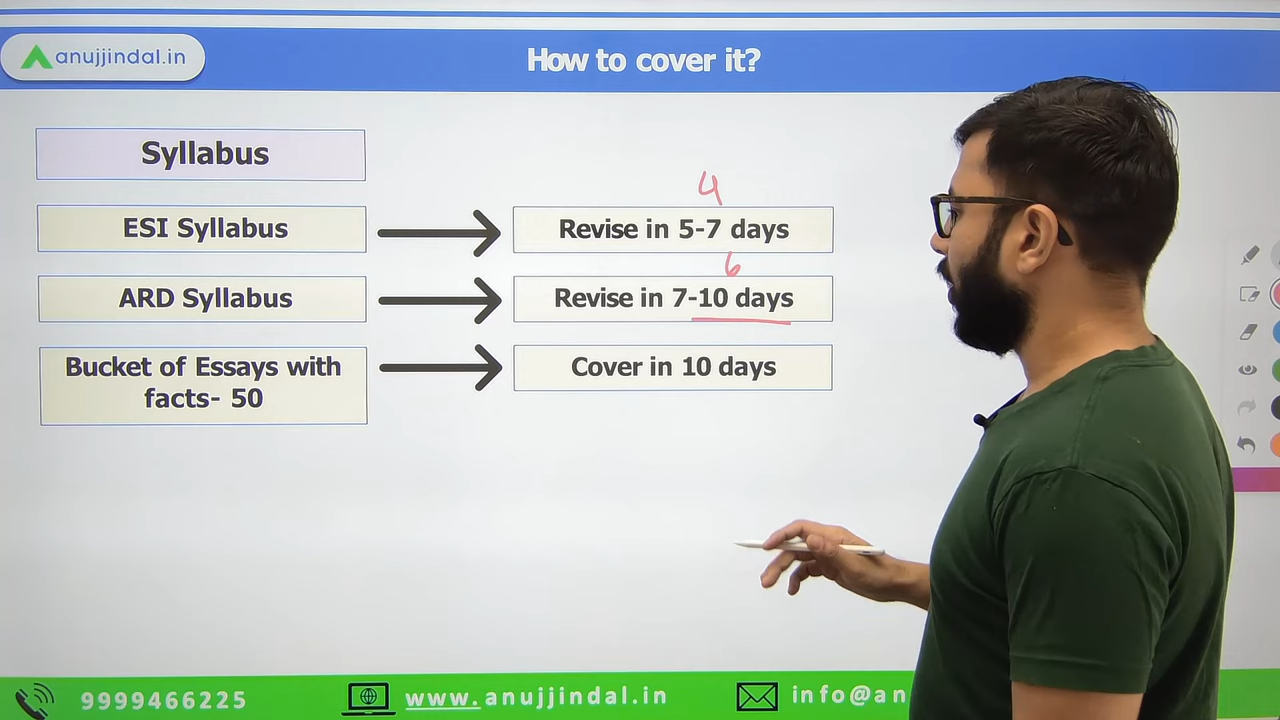 anujjindal.in
How to cover it?
Syllabus
4
ESI Syllabus
Revise in 5-7 days
6
ARD Syllabus
Revise in 7-10 days
Bucket of Essays with
facts- 50
Cover in 10 days
9999466225
www.anujjindal.in
info@an